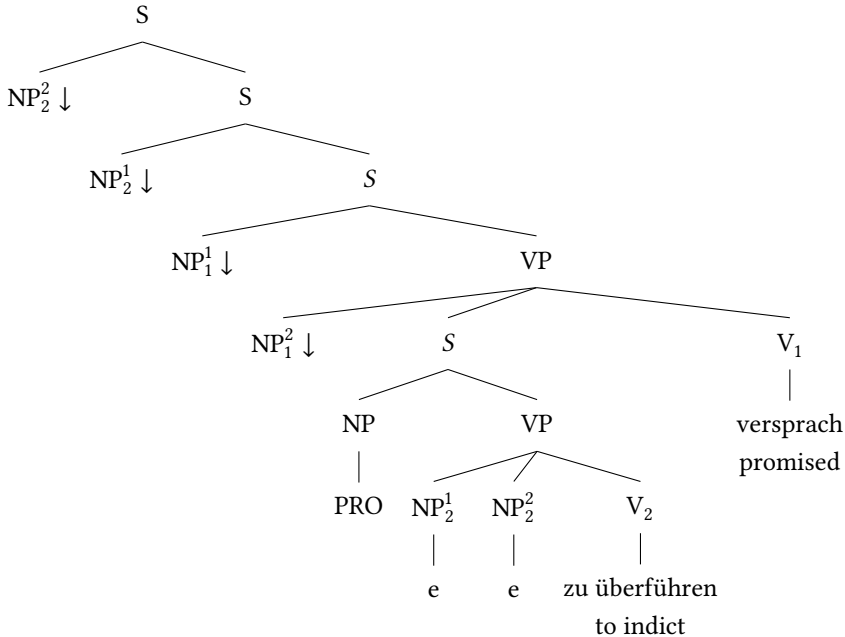 S
NP₂² ↓ S
NP₂¹ ↓ S
NP₁¹ ↓ VP
NP₁² ↓ S V₁
NP VP versprach
promised
PRO NP₂¹ NP₂² V₂
e e zu überführen
to indict